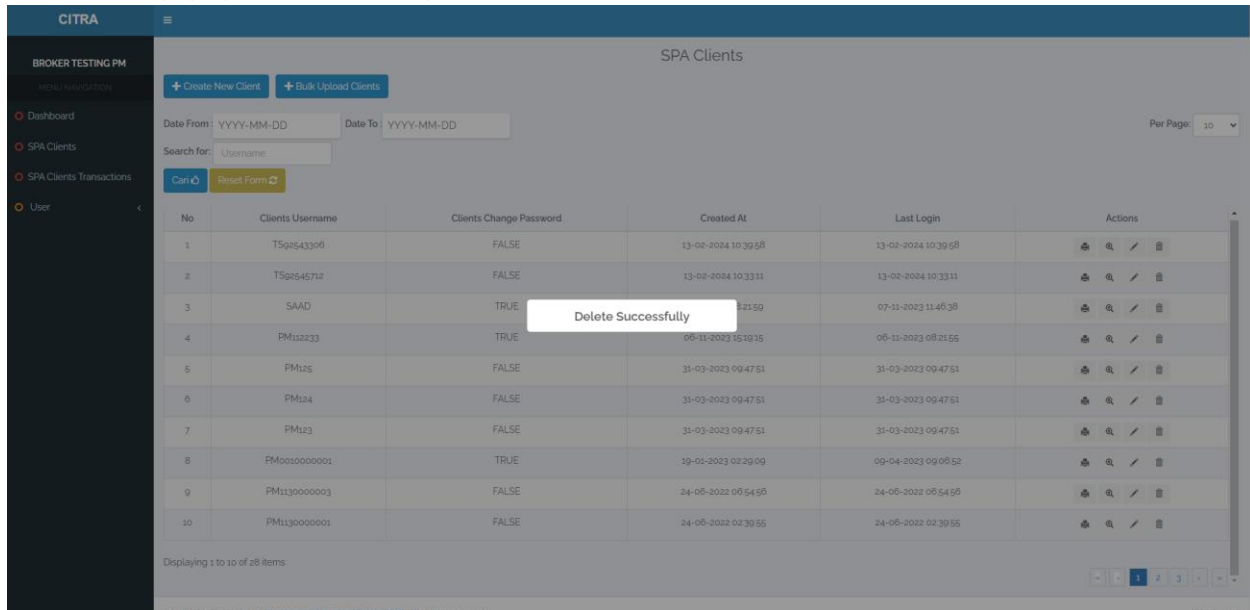 CITRA
BROKER TESTING PM
MENU NAVIGATION
Dashboard
SPA Clients
SPA Clients Transactions
User
SPA Clients
Create New Client Bulk Upload Clients
Date From : YYYY-MM-DD Date To : YYYY-MM-DD Per Page: 10
Search for: Username
Cari Reset Form
No Clients Username Clients Change Password Created At Last Login Actions
1 TS92543306 FALSE 13-02-2024 10:39:58 13-02-2024 10:39:58
2 TS92545712 FALSE 13-02-2024 10:33:11 13-02-2024 10:33:11
3 SAAD TRUE 8:21:59 07-11-2023 11:46:38
Delete Successfully
4 PM112233 TRUE 06-11-2023 15:19:15 06-11-2023 08:21:55
5 PM125 FALSE 31-03-2023 09:47:51 31-03-2023 09:47:51
6 PM124 FALSE 31-03-2023 09:47:51 31-03-2023 09:47:51
7 PM123 FALSE 31-03-2023 09:47:51 31-03-2023 09:47:51
8 PM0010000001 TRUE 19-01-2023 02:29:09 09-04-2023 09:06:52
9 PM1130000003 FALSE 24-06-2022 06:54:56 24-06-2022 06:54:56
10 PM1130000001 FALSE 24-06-2022 02:39:55 24-06-2022 02:39:55
Displaying 1 to 10 of 28 items
1 2 3